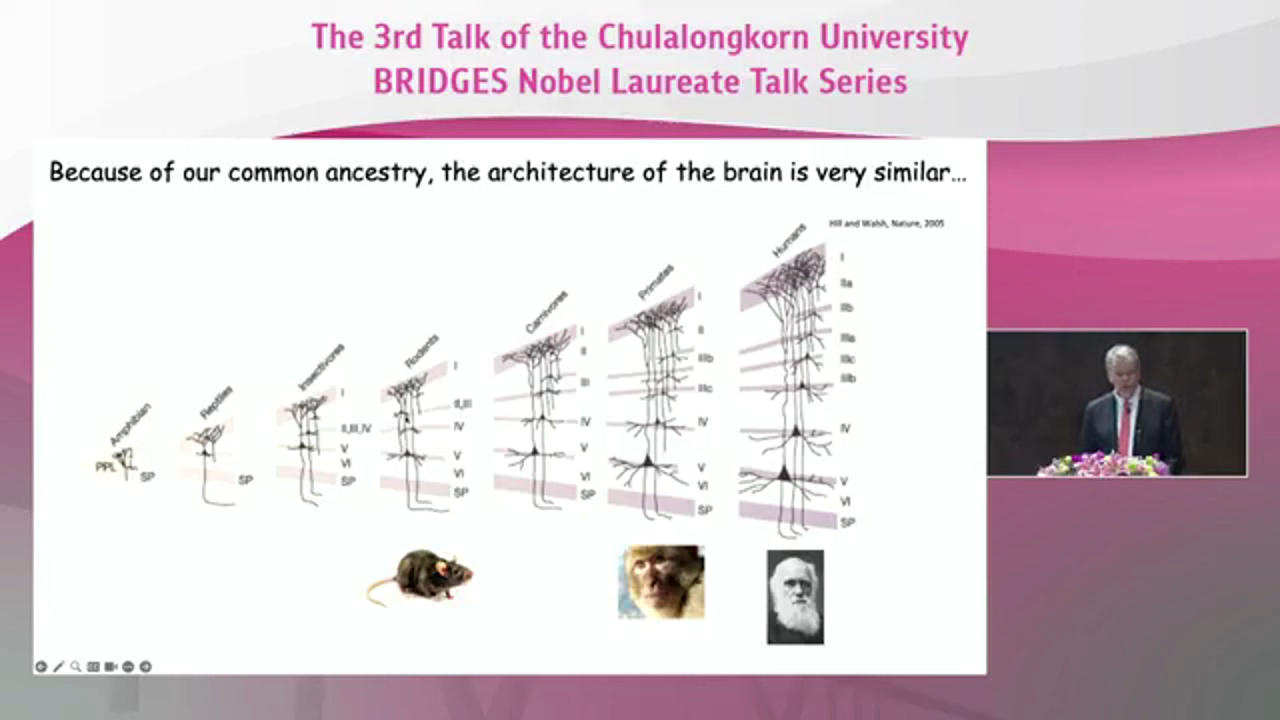 The 3rd Talk of the Chulalongkorn University
BRIDGES Nobel Laureate Talk Series
Because of our common ancestry, the architecture of the brain is very similar...
Hill and Walsh, Nature, 2005
Amphibian
PPL
SP
Reptiles
SP
Insectivores
I
II,III,IV
V
VI
SP
Rodents
I
II,III
IV
V
VI
SP
Carnivores
I
II
III
IV
V
VI
SP
Primates
I
II
IIIb
IIIc
IV
V
VI
SP
Humans
I
IIa
IIb
IIIa
IIIc
IIIb
IV
V
VI
SP